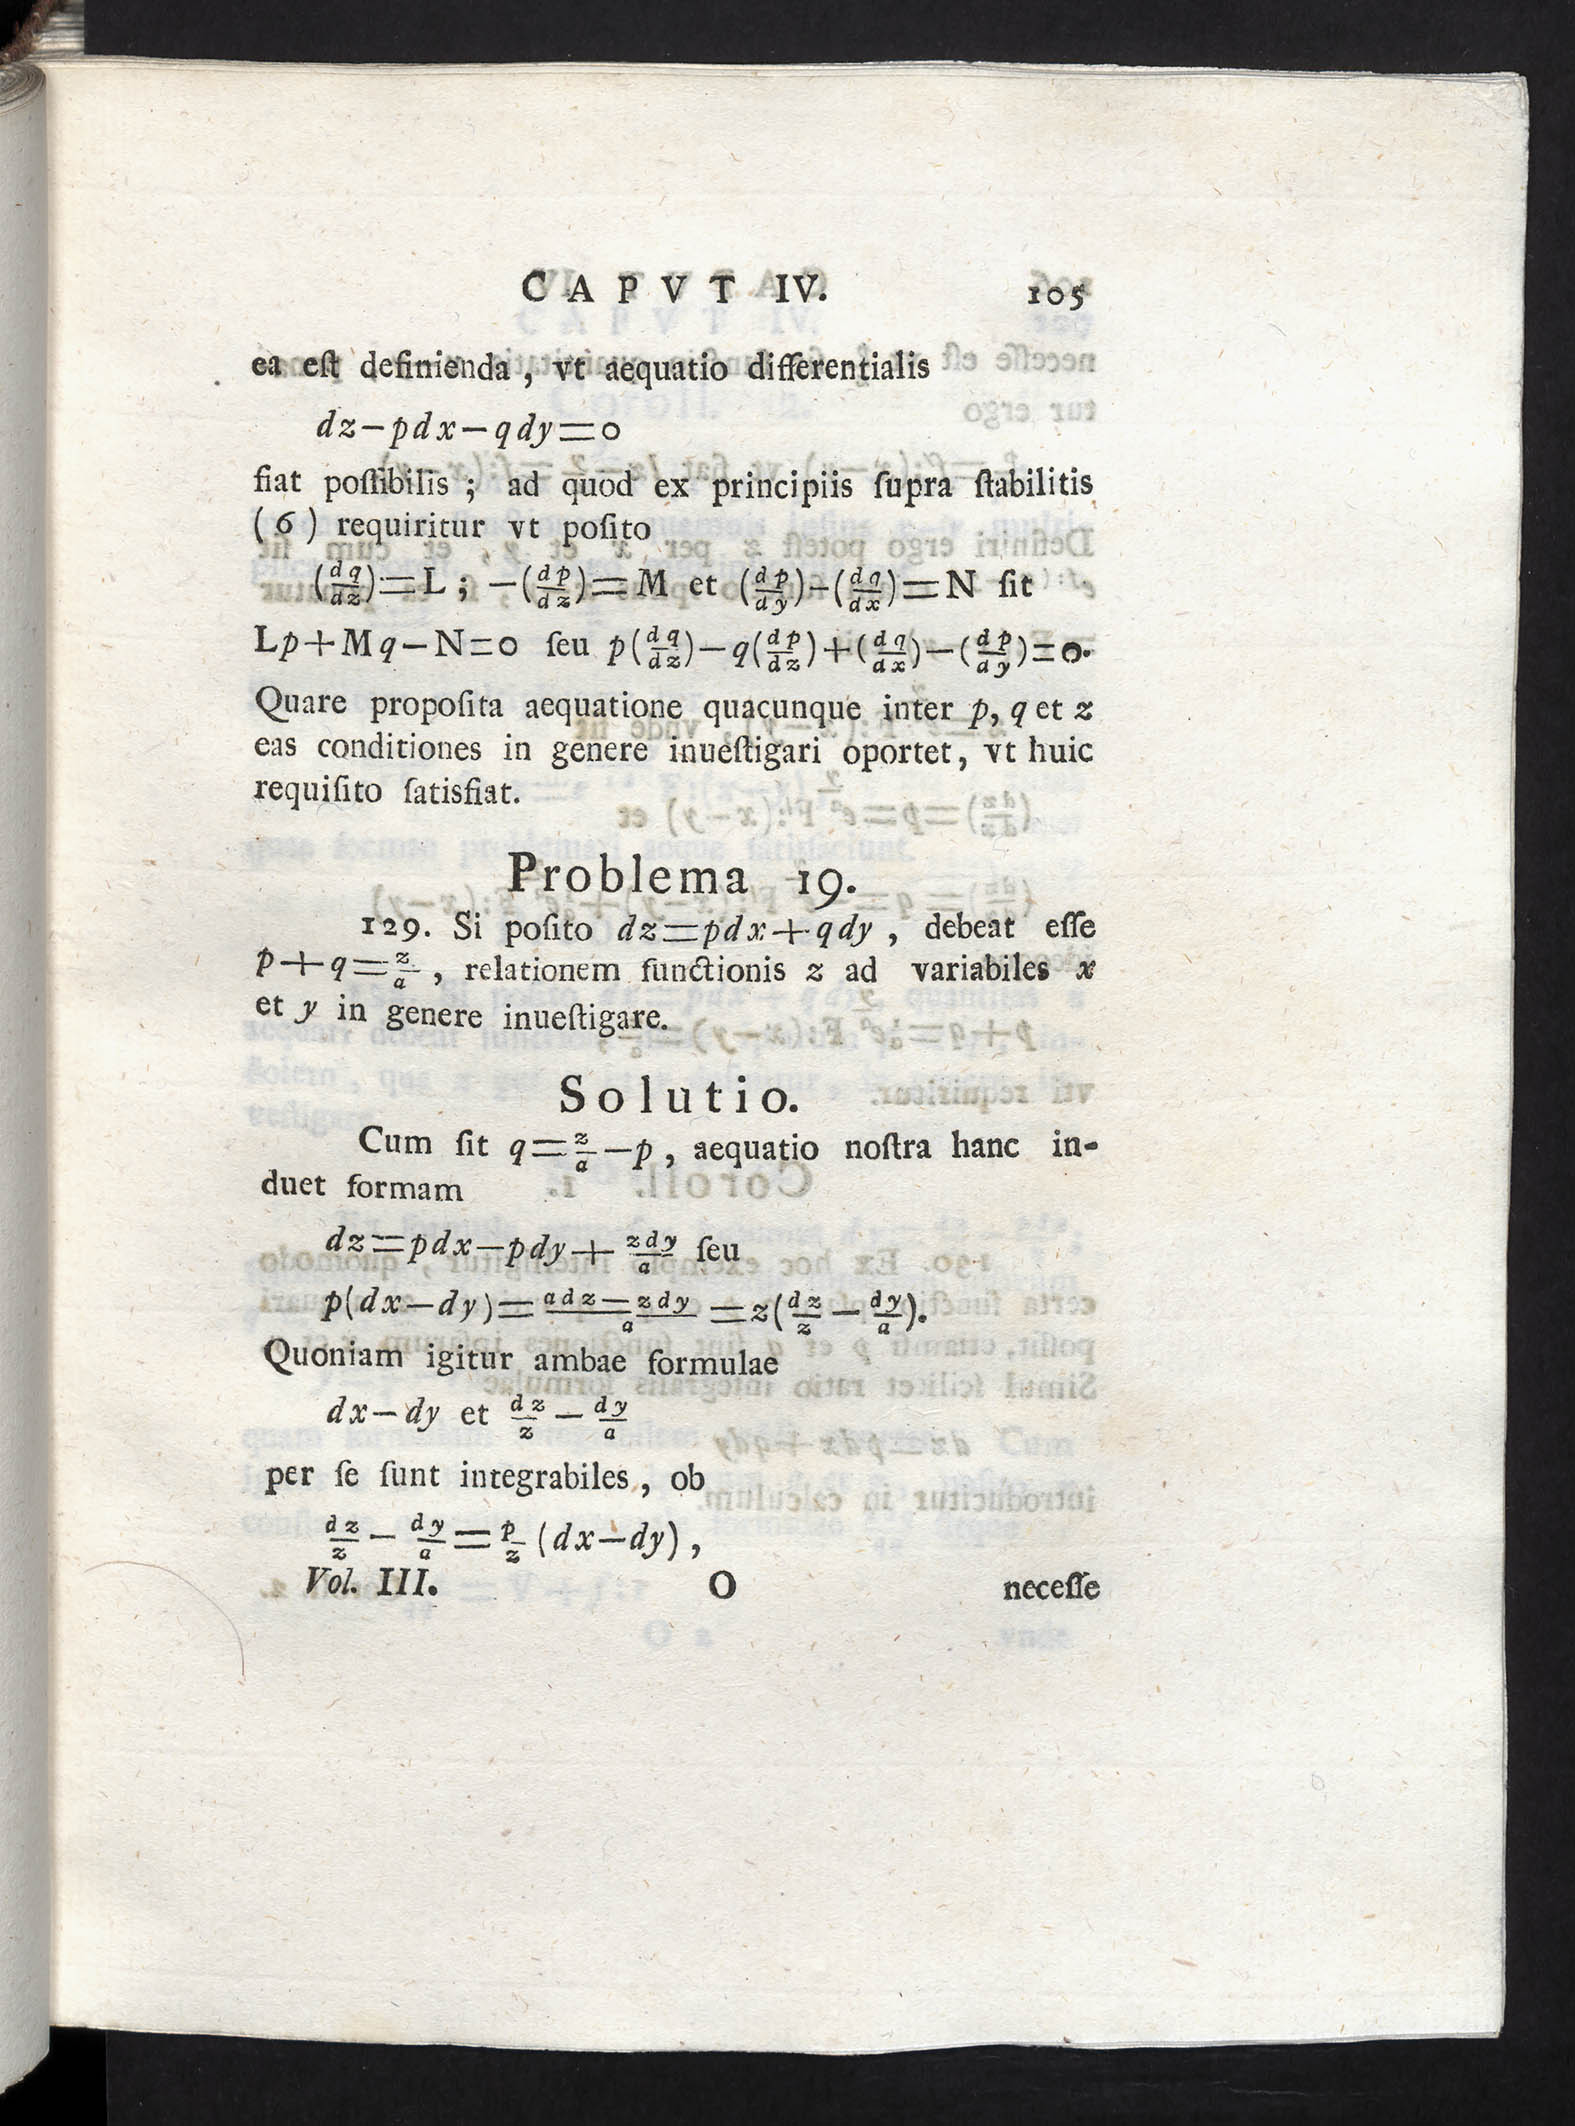 CAPVT IV. 105
ea eſt definienda , vt aequatio differentialis
dz−pdx−qdy=0
fiat poſſibilis ; ad quod ex principiis ſupra ſtabilitis
(6) requiritur vt poſito
(dq/dz)=L ; −(dp/dz)=M et (dp/dy)−(dq/dx)=N ſit
Lp+Mq−N=0 ſeu p(dq/dz)−q(dp/dz)+(dq/dx)−(dp/dy)=0.
Quare propoſita aequatione quacunque inter p, q et z
eas conditiones in genere inueſtigari oportet, vt huic
requiſito ſatisfiat.
Problema 19.
129. Si poſito dz=pdx+qdy , debeat eſſe
p+q=z/a , relationem functionis z ad variabiles x
et y in genere inueſtigare.
Solutio.
Cum ſit q=z/a−p , aequatio noſtra hanc in-
duet formam
dz=pdx−pdy+zdy/a ſeu
p(dx−dy)=adz−zdy/a=z(dz/z−dy/a).
Quoniam igitur ambae formulae
dx−dy et dz/z−dy/a
per ſe ſunt integrabiles, ob
dz/z−dy/a=p/z(dx−dy) ,
Vol. III. O neceſſe